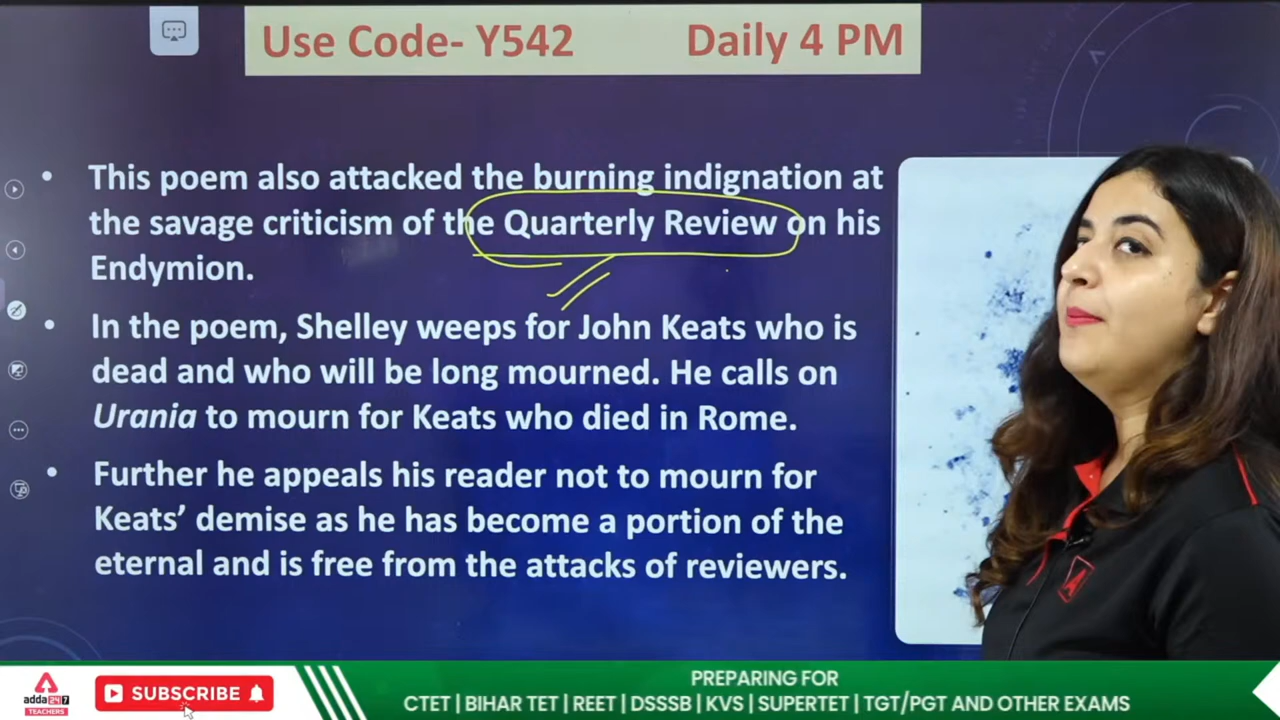 Use Code- Y542 Daily 4 PM
• This poem also attacked the burning indignation at
the savage criticism of the Quarterly Review on his
Endymion.
• In the poem, Shelley weeps for John Keats who is
dead and who will be long mourned. He calls on
Urania to mourn for Keats who died in Rome.
• Further he appeals his reader not to mourn for
Keats' demise as he has become a portion of the
eternal and is free from the attacks of reviewers.
adda247
TEACHERS
SUBSCRIBE
PREPARING FOR
CTET | BIHAR TET | REET | DSSSB | KVS | SUPERTET | TGT/PGT AND OTHER EXAMS